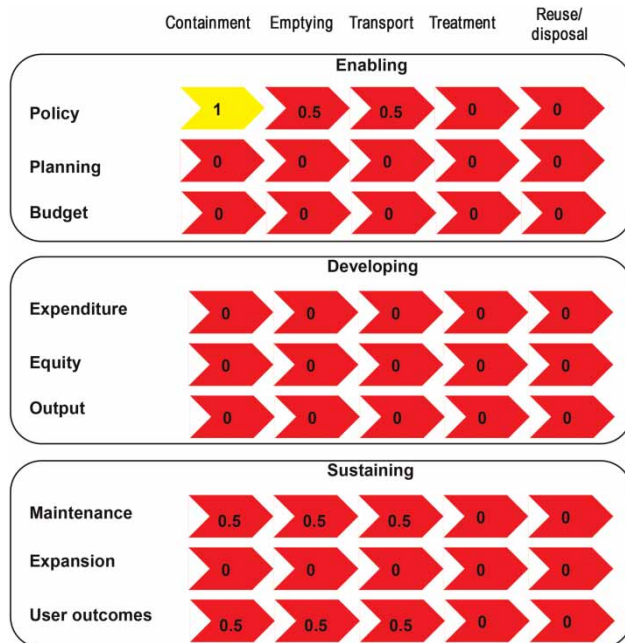 Containment Emptying Transport Treatment Reuse/
disposal
Enabling
Policy 1 0.5 0.5 0 0
Planning 0 0 0 0 0
Budget 0 0 0 0 0
Developing
Expenditure 0 0 0 0 0
Equity 0 0 0 0 0
Output 0 0 0 0 0
Sustaining
Maintenance 0.5 0.5 0.5 0 0
Expansion 0 0 0 0 0
User outcomes 0.5 0.5 0.5 0 0